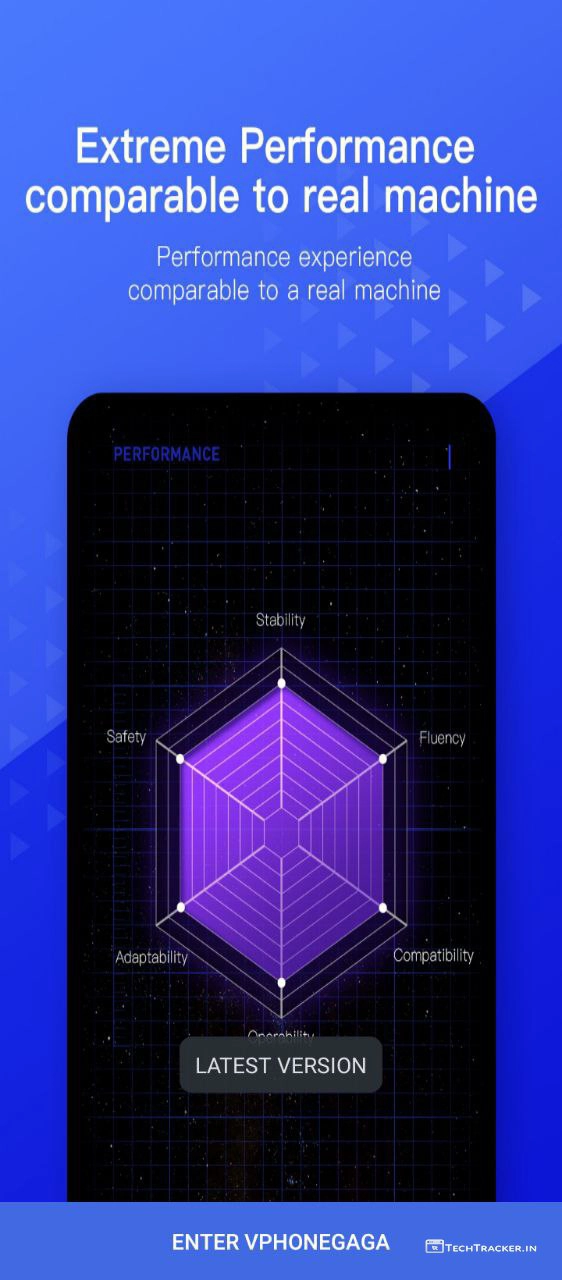 Extreme Performance
comparable to real machine
Performance experience
comparable to a real machine
PERFORMANCE
Stability
Safety
Fluency
Adaptability
Compatibility
Operability
LATEST VERSION
ENTER VPHONEGAGA
TECHTRACKER.IN